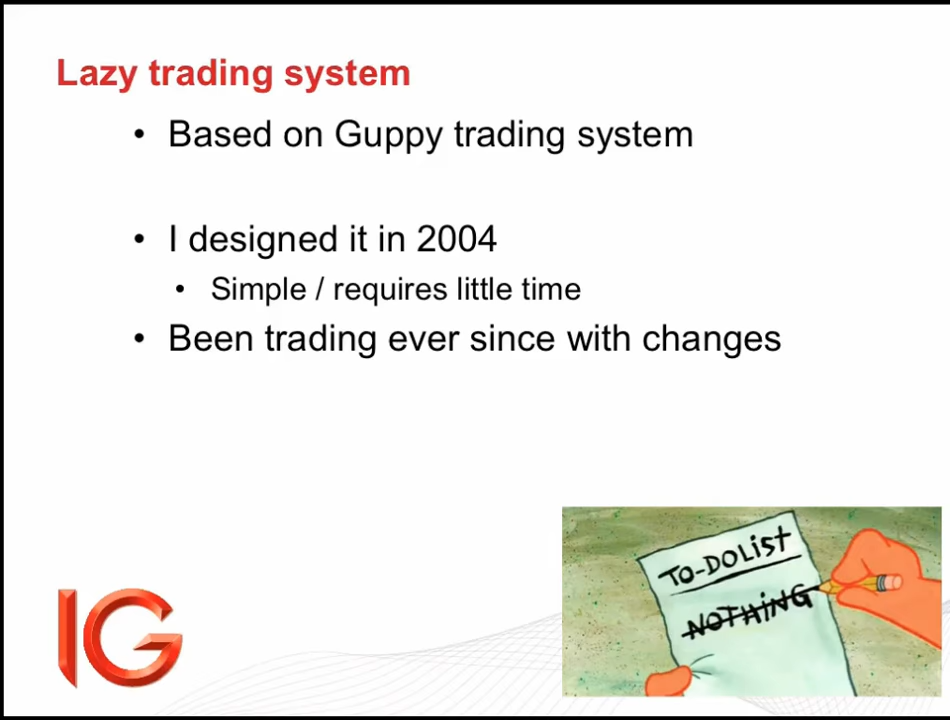 Lazy trading system
• Based on Guppy trading system
• I designed it in 2004
• Simple / requires little time
• Been trading ever since with changes
TO-DO LIST
NOTHING
IG